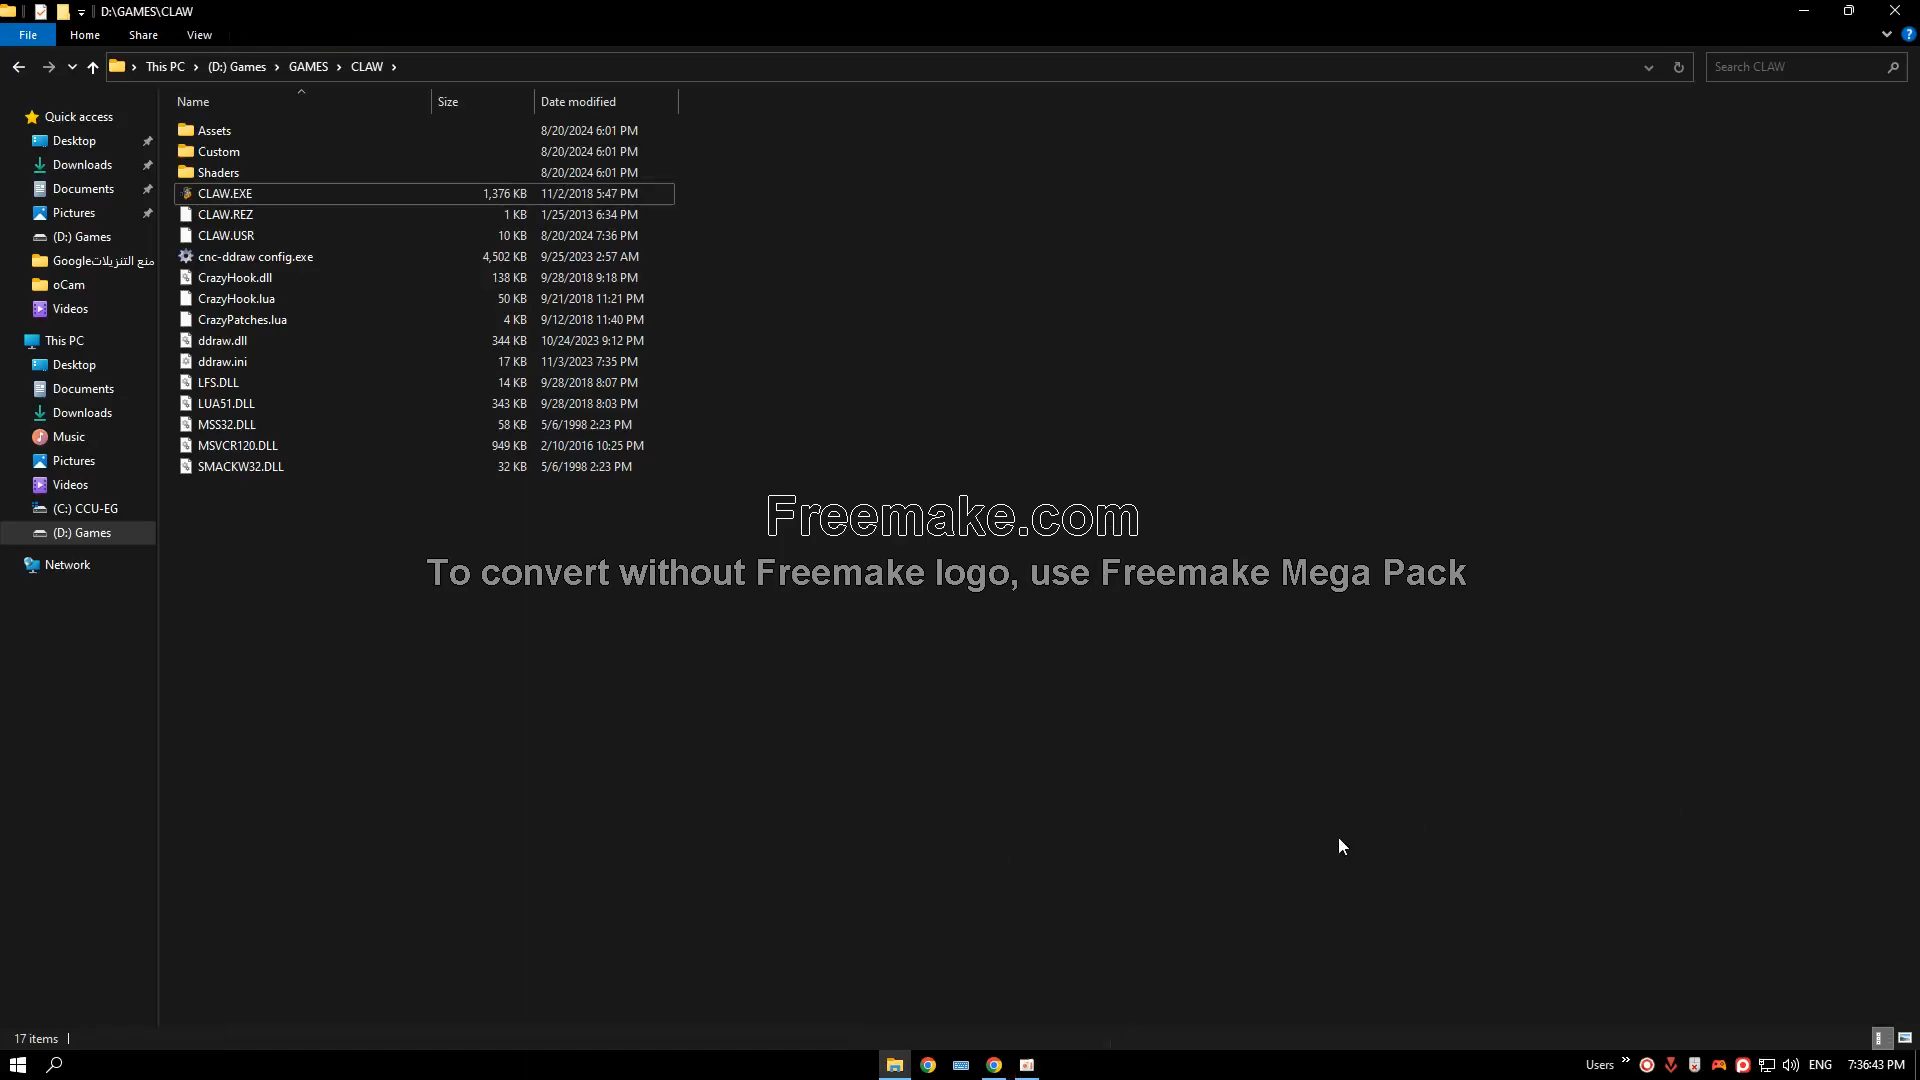 D:\GAMES\CLAW
File Home Share View
This PC (D:) Games GAMES CLAW
Search CLAW
Name Size Date modified
Quick access
Desktop
Downloads
Documents
Pictures
(D:) Games
Googleمنع التنزيلات
oCam
Videos
This PC
Desktop
Documents
Downloads
Music
Pictures
Videos
(C:) CCU-EG
(D:) Games
Network
Assets 8/20/2024 6:01 PM
Custom 8/20/2024 6:01 PM
Shaders 8/20/2024 6:01 PM
CLAW.EXE 1,376 KB 11/2/2018 5:47 PM
CLAW.REZ 1 KB 1/25/2013 6:34 PM
CLAW.USR 10 KB 8/20/2024 7:36 PM
cnc-ddraw config.exe 4,502 KB 9/25/2023 2:57 AM
CrazyHook.dll 138 KB 9/28/2018 9:18 PM
CrazyHook.lua 50 KB 9/21/2018 11:21 PM
CrazyPatches.lua 4 KB 9/12/2018 11:40 PM
ddraw.dll 344 KB 10/24/2023 9:12 PM
ddraw.ini 17 KB 11/3/2023 7:35 PM
LFS.DLL 14 KB 9/28/2018 8:07 PM
LUA51.DLL 343 KB 9/28/2018 8:03 PM
MSS32.DLL 58 KB 5/6/1998 2:23 PM
MSVCR120.DLL 949 KB 2/10/2016 10:25 PM
SMACKW32.DLL 32 KB 5/6/1998 2:23 PM
Freemake.com
To convert without Freemake logo, use Freemake Mega Pack
17 items
Users ENG 7:36:43 PM